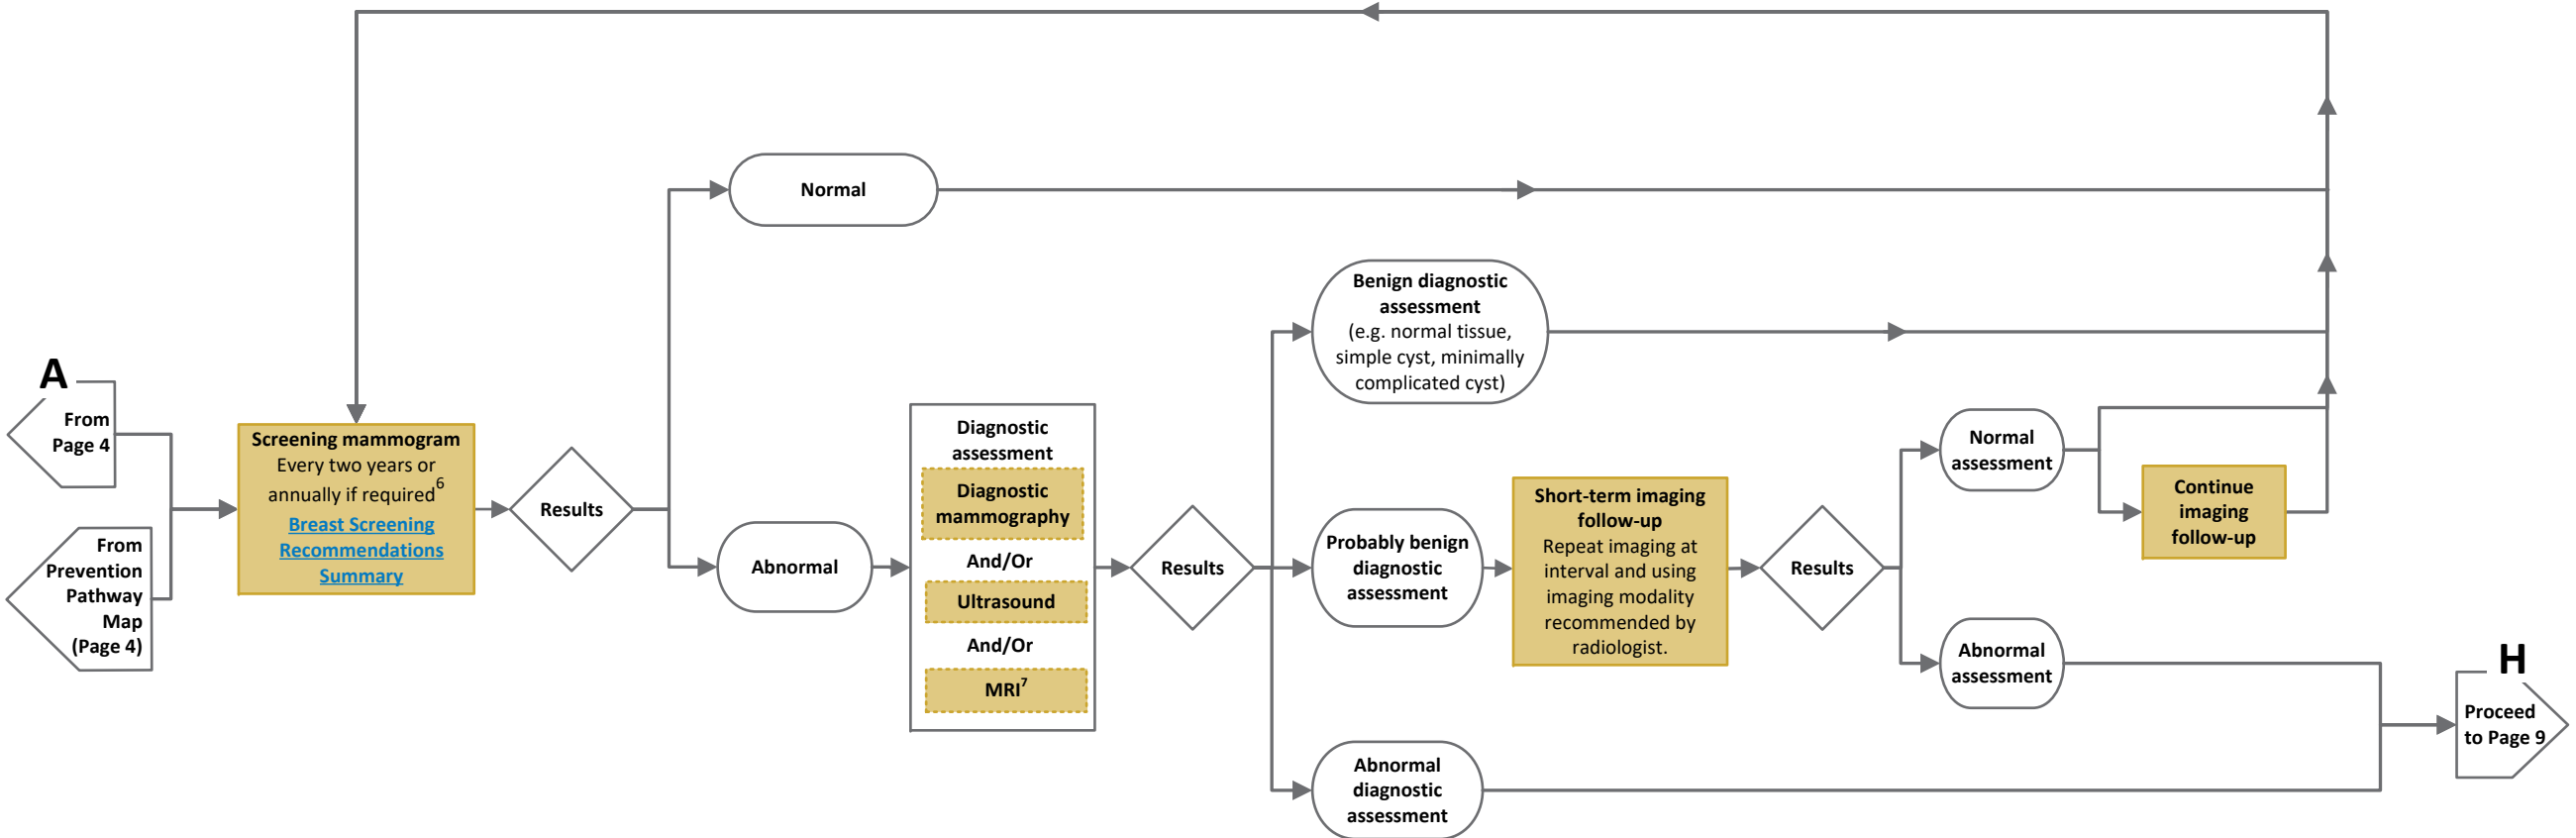 A
From
Page 4
From
Prevention
Pathway
Map
(Page 4)
Screening mammogram
Every two years or
annually if required6
Breast Screening
Recommendations
Summary
Results
Normal
Abnormal
Diagnostic
assessment
Diagnostic
mammography
And/Or
Ultrasound
And/Or
MRI7
Results
Benign diagnostic
assessment
(e.g. normal tissue,
simple cyst, minimally
complicated cyst)
Probably benign
diagnostic
assessment
Abnormal
diagnostic
assessment
Short-term imaging
follow-up
Repeat imaging at
interval and using
imaging modality
recommended by
radiologist.
Results
Normal
assessment
Continue
imaging
follow-up
Abnormal
assessment
H
Proceed
to Page 9